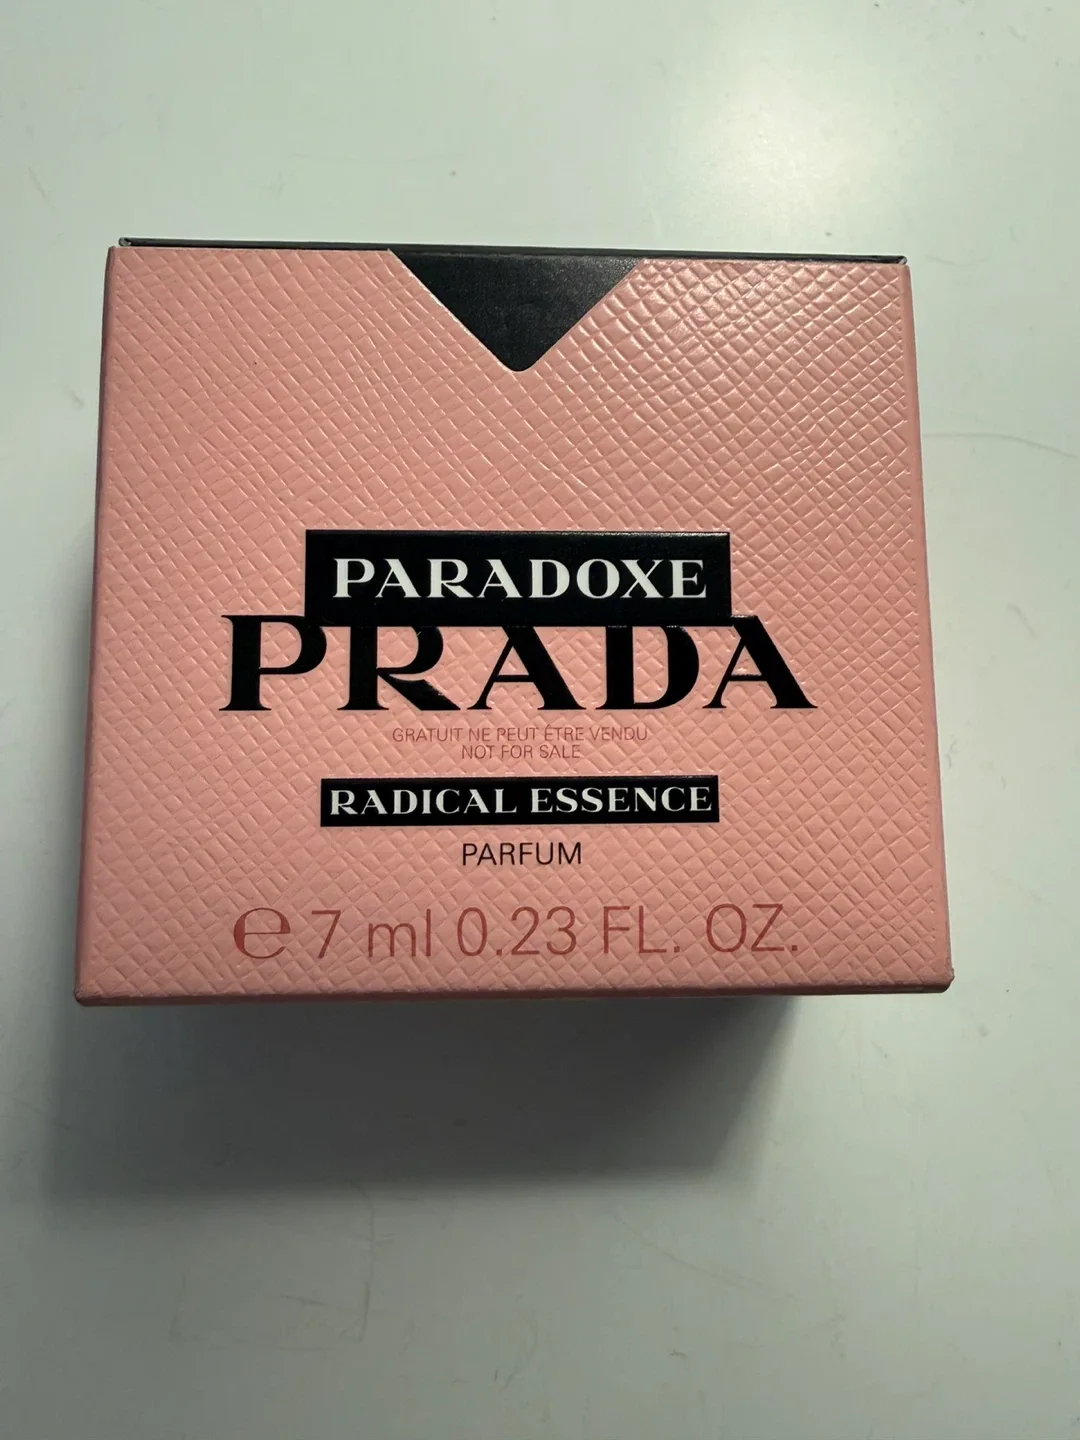 PARADOXE
PRADA
GRATUIT NE PEUT ÊTRE VENDU
NOT FOR SALE
RADICAL ESSENCE
PARFUM
℮ 7 ml 0.23 FL. OZ.